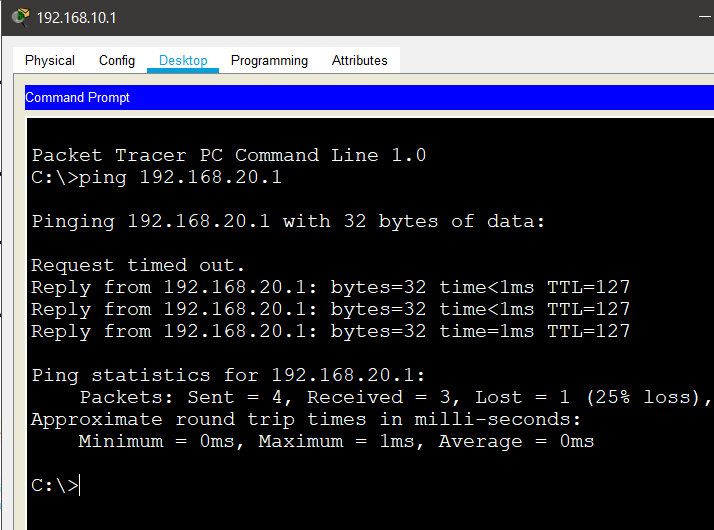 192.168.10.1
Physical Config Desktop Programming Attributes
Command Prompt
Packet Tracer PC Command Line 1.0
C:\>ping 192.168.20.1
Pinging 192.168.20.1 with 32 bytes of data:
Request timed out.
Reply from 192.168.20.1: bytes=32 time<1ms TTL=127
Reply from 192.168.20.1: bytes=32 time<1ms TTL=127
Reply from 192.168.20.1: bytes=32 time=1ms TTL=127
Ping statistics for 192.168.20.1:
Packets: Sent = 4, Received = 3, Lost = 1 (25% loss),
Approximate round trip times in milli-seconds:
Minimum = 0ms, Maximum = 1ms, Average = 0ms
C:\>